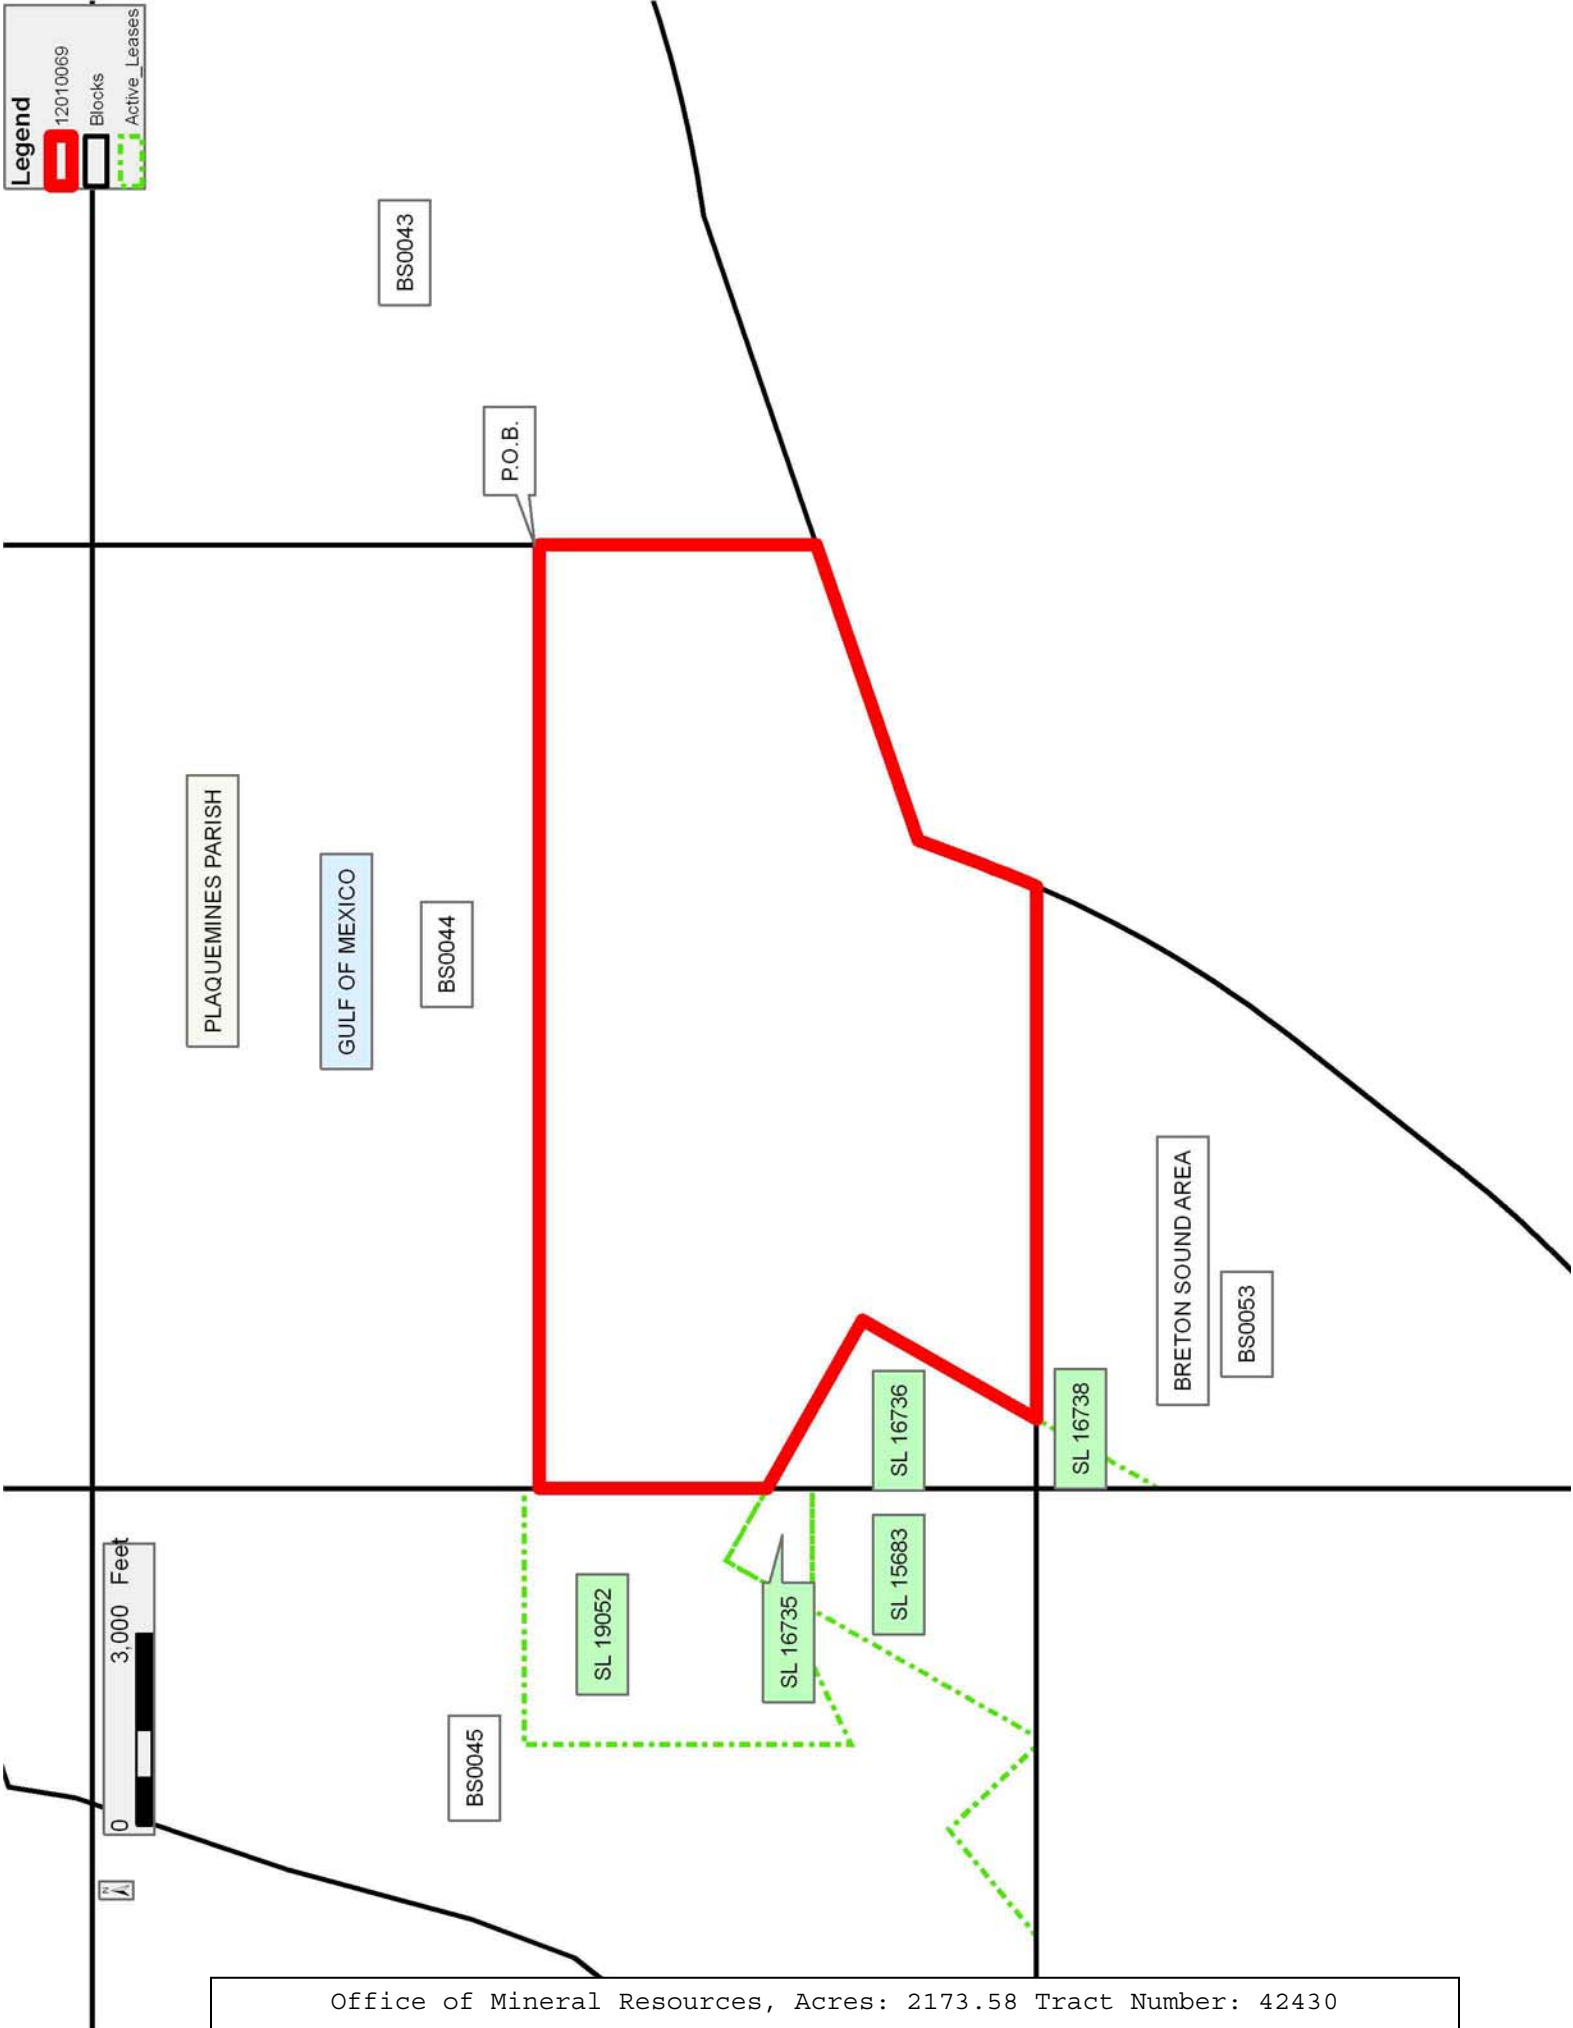 Legend
12010069
Blocks
Active_Leases
0 3,000 Feet
N
PLAQUEMINES PARISH
GULF OF MEXICO
BS0043
BS0044
BS0045
P.O.B.
SL 19052
SL 16735
SL 15683
SL 16736
SL 16738
BRETON SOUND AREA
BS0053
Office of Mineral Resources, Acres: 2173.58 Tract Number: 42430